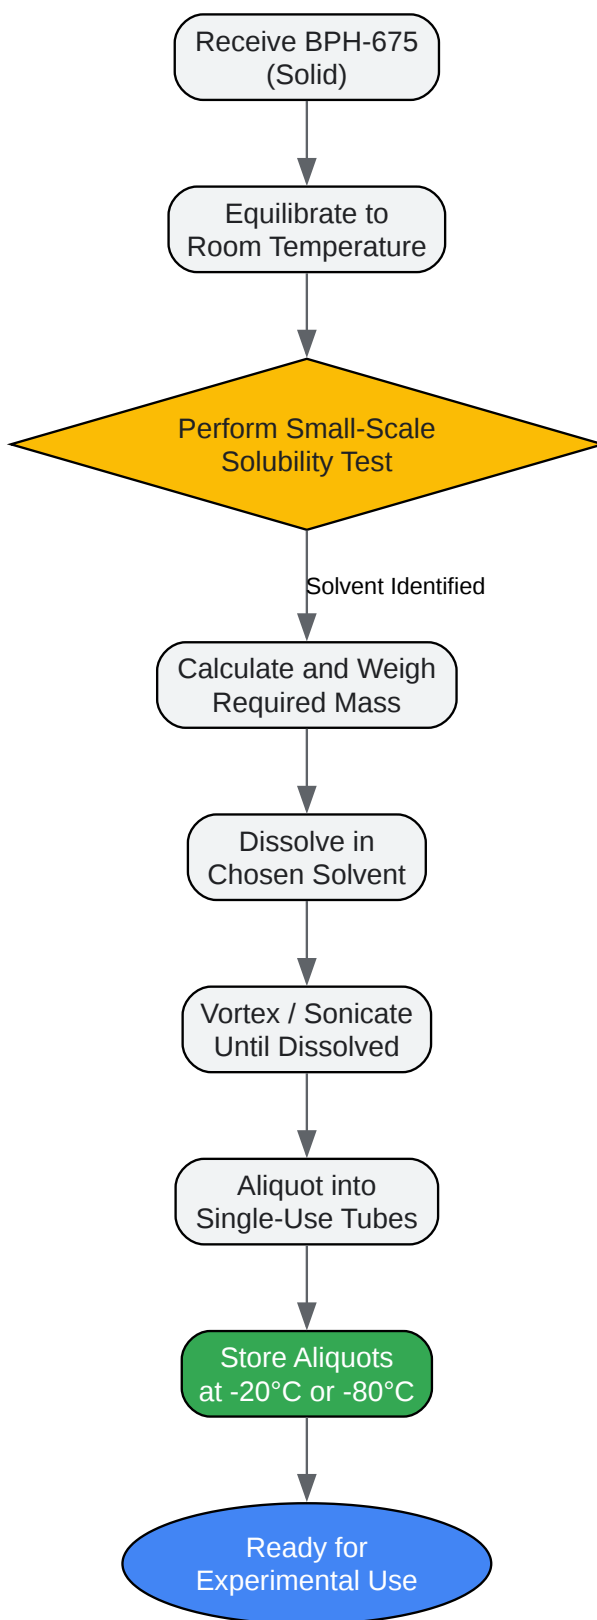 Receive BPH-675
(Solid)
Equilibrate to
Room Temperature
Perform Small-Scale
Solubility Test
Solvent Identified
Calculate and Weigh
Required Mass
Dissolve in
Chosen Solvent
Vortex / Sonicate
Until Dissolved
Aliquot into
Single-Use Tubes
Store Aliquots
at -20°C or -80°C
Ready for
Experimental Use